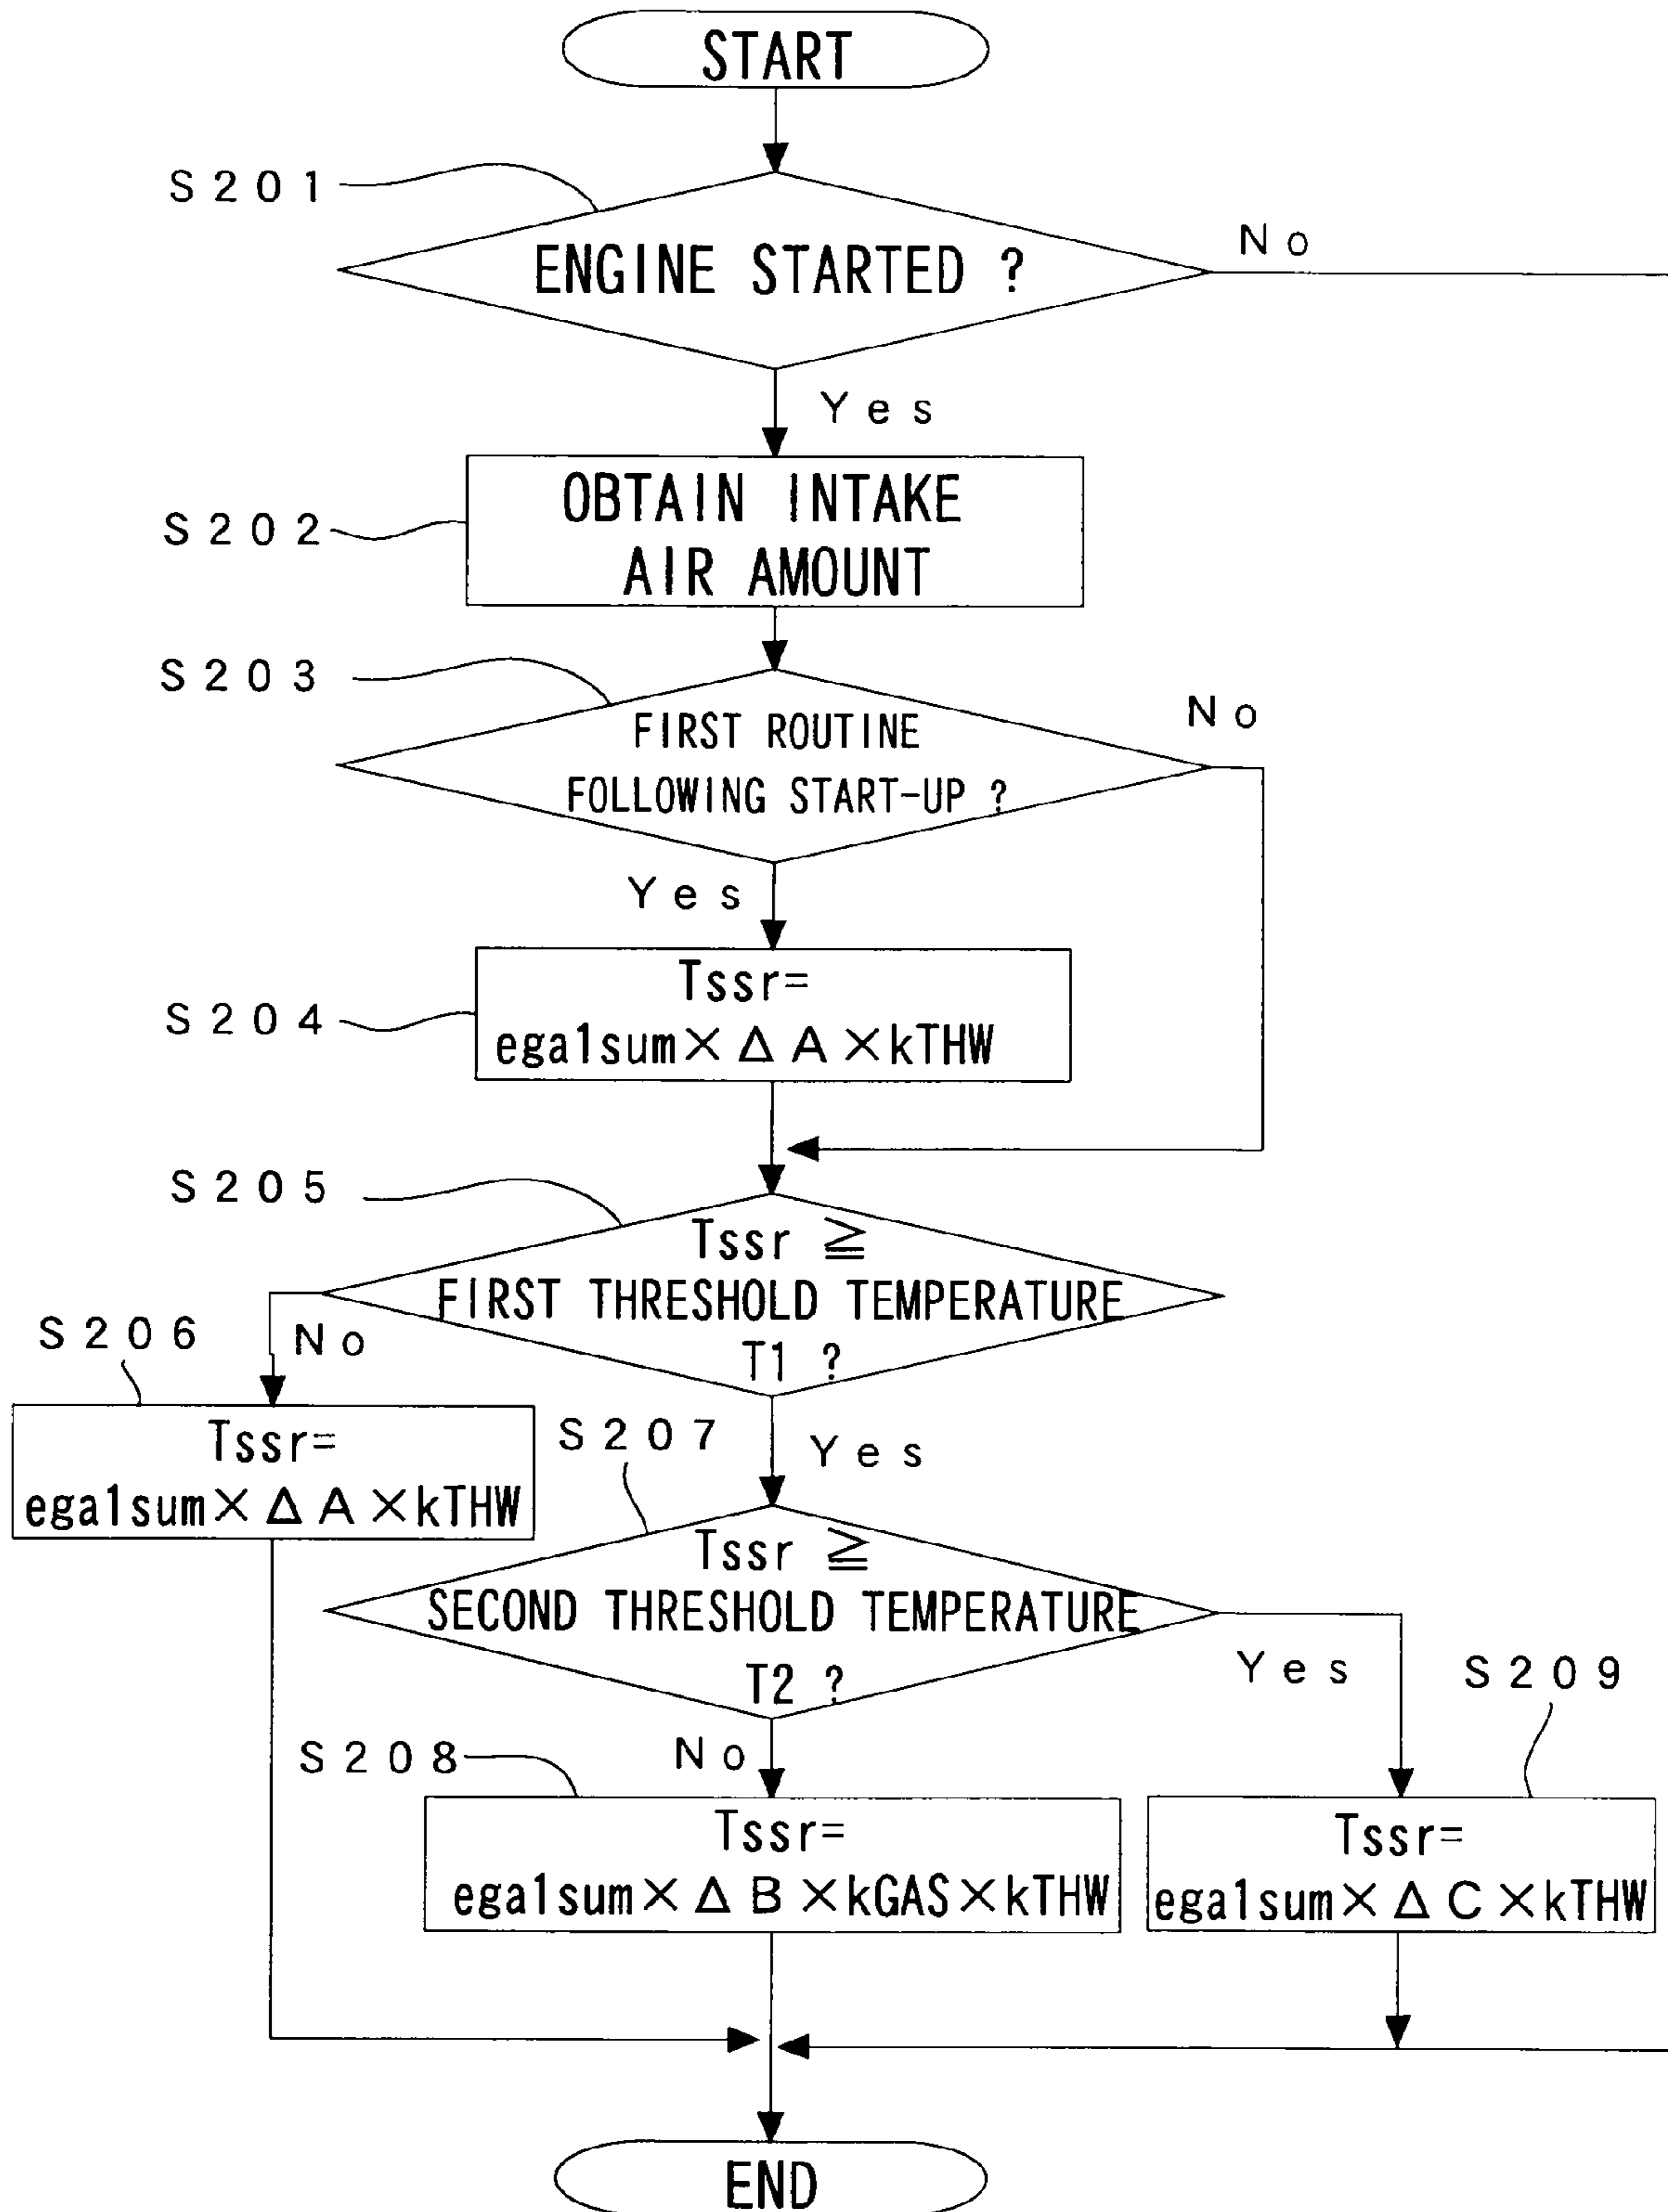 START
S201
ENGINE STARTED ?
No
Yes
S202
OBTAIN INTAKE
AIR AMOUNT
S203
FIRST ROUTINE
FOLLOWING START-UP ?
No
Yes
S204
Tssr=
ega1sum×ΔA×kTHW
S205
Tssr ≧
FIRST THRESHOLD TEMPERATURE
T1 ?
No
Yes
S206
Tssr=
ega1sum×ΔA×kTHW
S207
Tssr ≧
SECOND THRESHOLD TEMPERATURE
T2 ?
Yes
No
S208
Tssr=
ega1sum×ΔB×kGAS×kTHW
S209
Tssr=
ega1sum×ΔC×kTHW
END